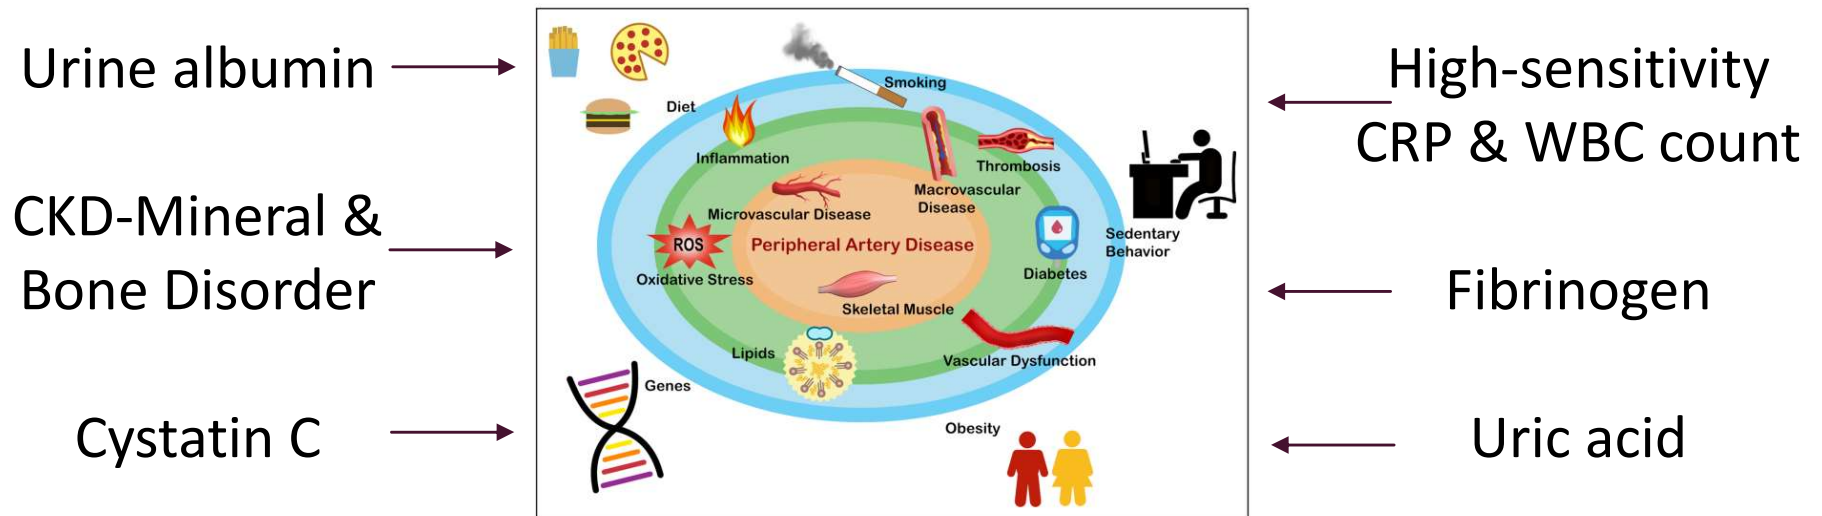 Urine albumin
CKD-Mineral &
Bone Disorder
Cystatin C
Smoking
Diet
Inflammation
Thrombosis
Macrovascular
Disease
Microvascular Disease
ROS
Peripheral Artery Disease
Oxidative Stress
Sedentary
Behavior
Diabetes
Skeletal Muscle
Lipids
Vascular Dysfunction
Genes
Obesity
High-sensitivity
CRP & WBC count
Fibrinogen
Uric acid